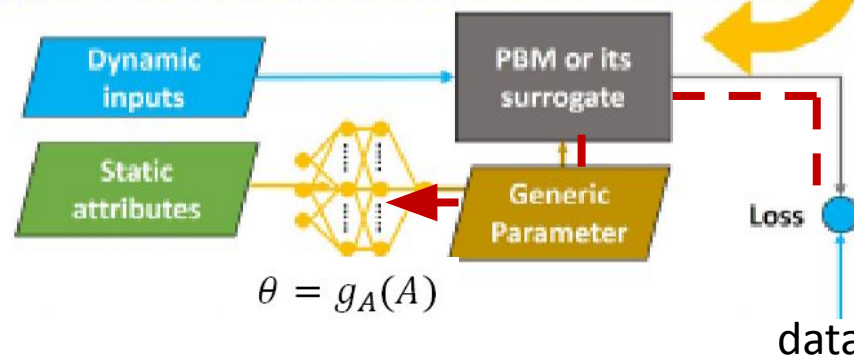 Dynamic
inputs
PBM or its
surrogate
Static
attributes
Generic
Parameter
Loss
θ = g_A(A)
data